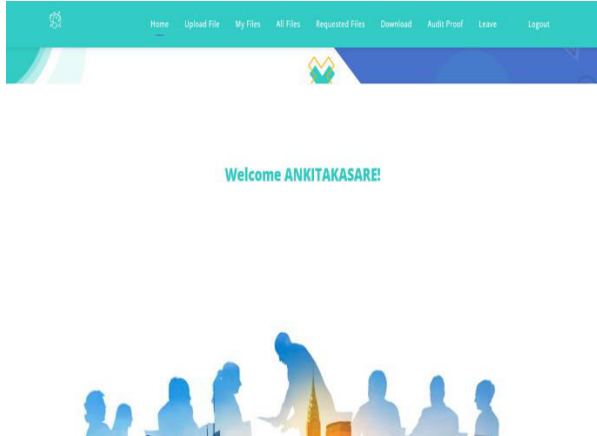 Home Upload File My Files All Files Requested Files Download Audit Proof Leave Logout
Welcome ANKITAKASARE!